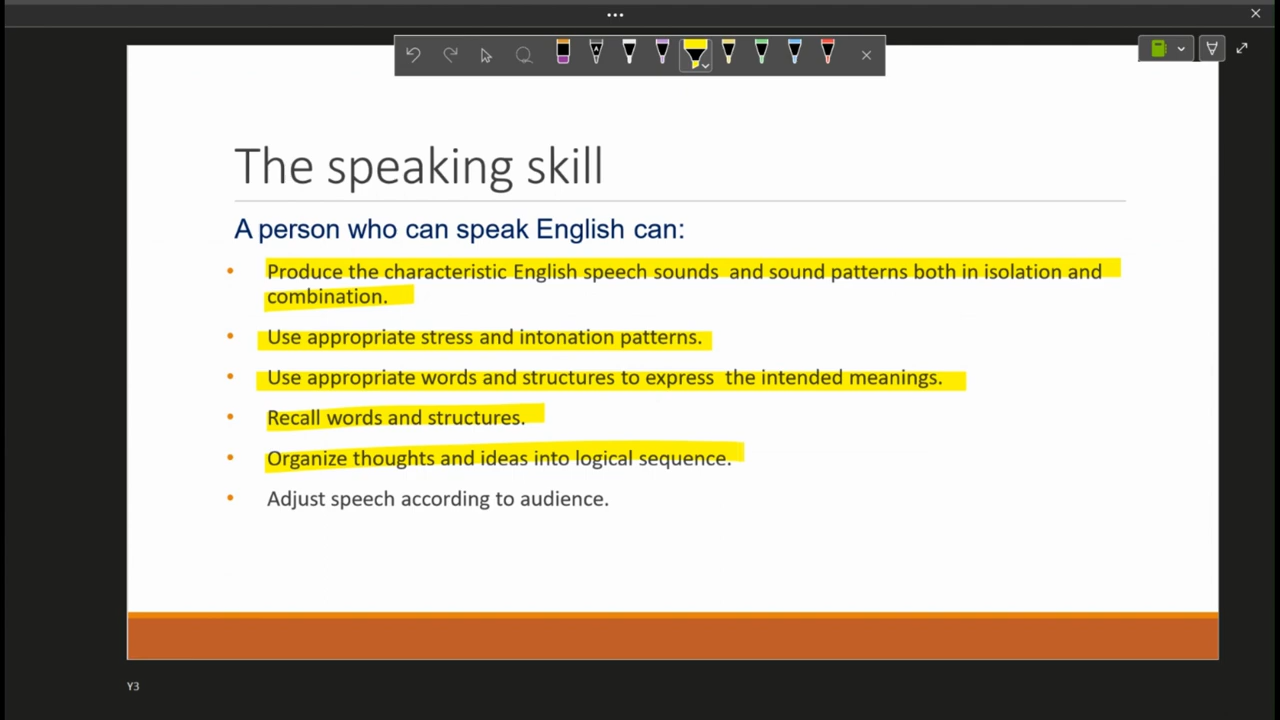 The speaking skill
A person who can speak English can:
• Produce the characteristic English speech sounds and sound patterns both in isolation and
combination.
• Use appropriate stress and intonation patterns.
• Use appropriate words and structures to express the intended meanings.
• Recall words and structures.
• Organize thoughts and ideas into logical sequence.
• Adjust speech according to audience.
Y3